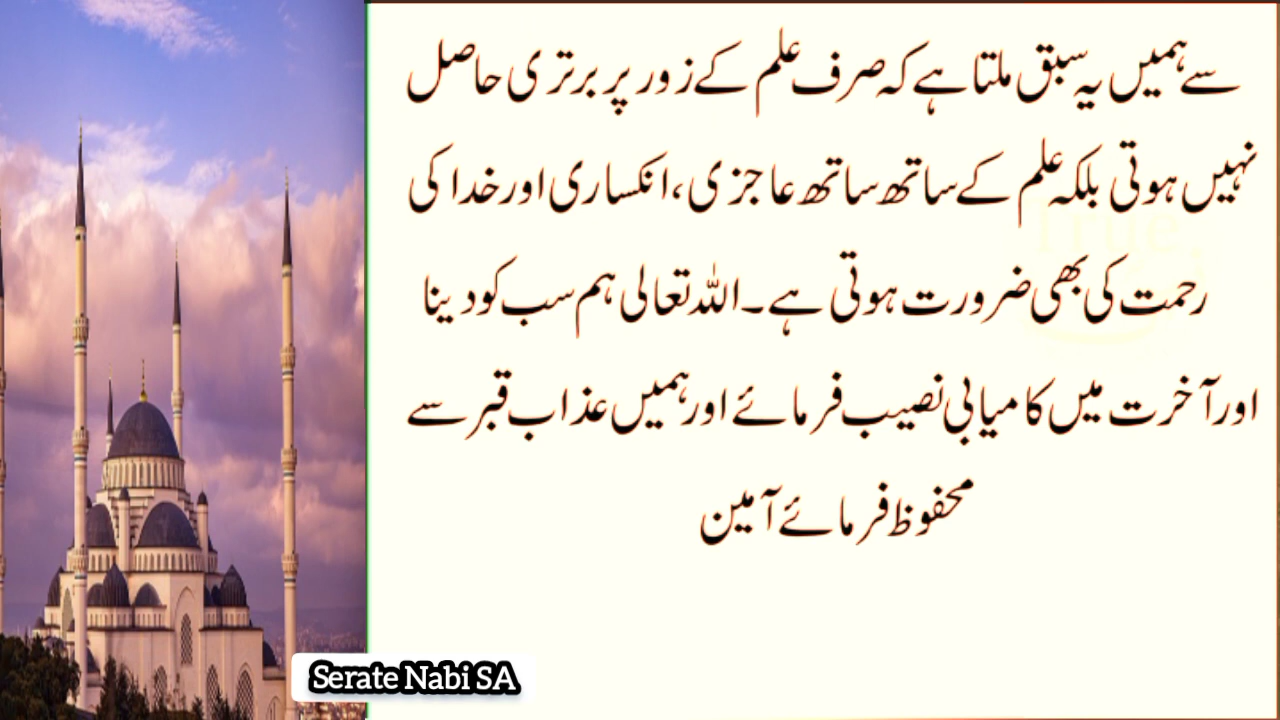 سے ہمیں یہ سبق ملتا ہے کہ صرف علم کے زور پر برتری حاصل
نہیں ہوتی بلکہ علم کے ساتھ ساتھ عاجزی، انکساری اور خدا کی
رحمت کی بھی ضرورت ہوتی ہے۔ اللہ تعالی ہم سب کو دینا
اور آخرت میں کامیابی نصیب فرمائے اور ہمیں عذاب قبر سے
محفوظ فرمائے آمین
Serate Nabi SA